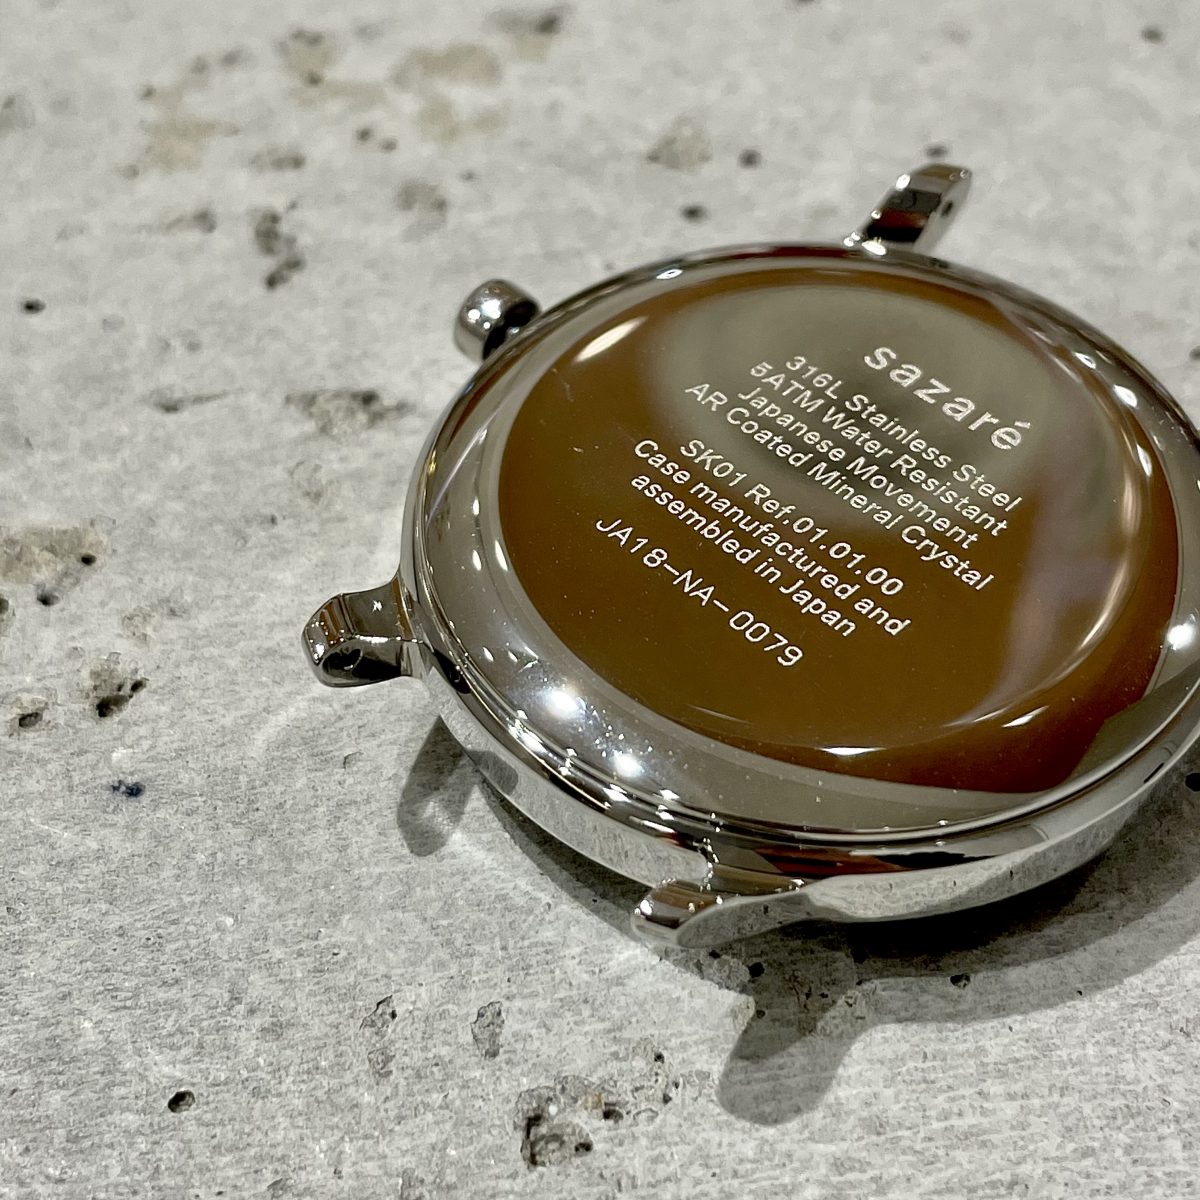 sazaré
316L Stainless Steel
5ATM Water Resistant
Japanese Movement
AR Coated Mineral Crystal
SK01 Ref.01.01.00
Case manufactured and
assembled in Japan
JA18-NA-0079